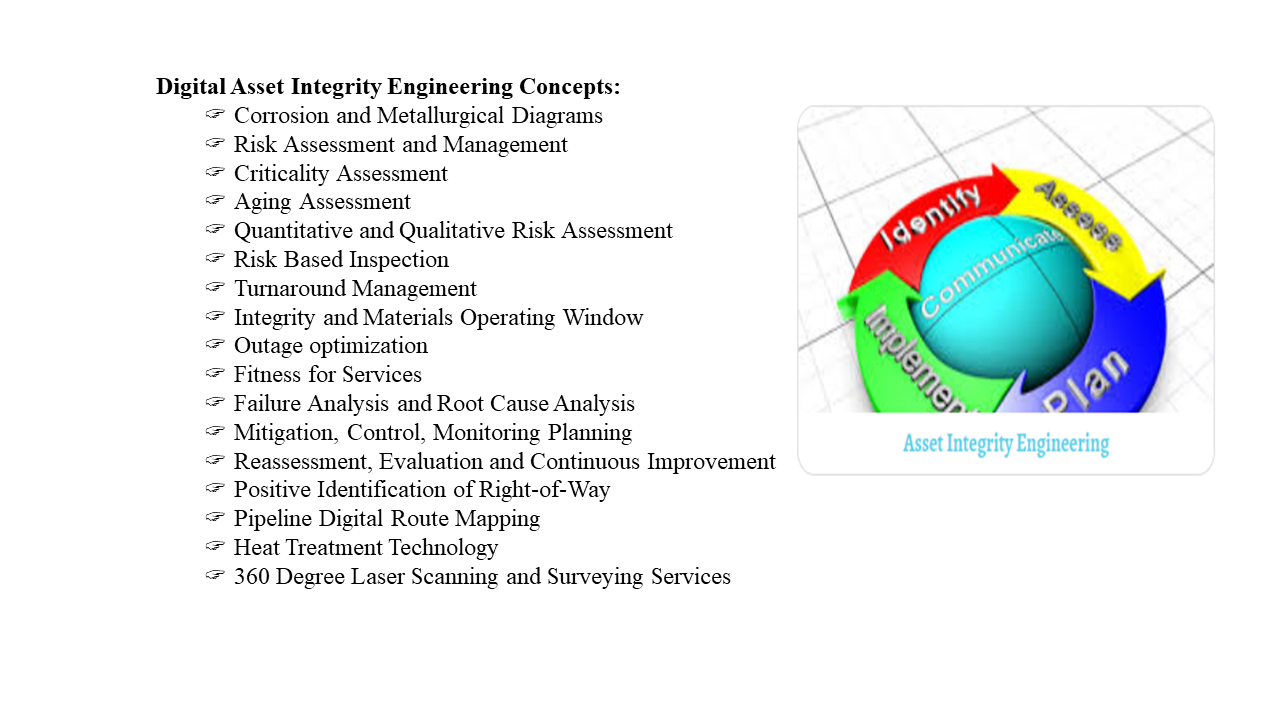 Digital Asset Integrity Engineering Concepts:
☞ Corrosion and Metallurgical Diagrams
☞ Risk Assessment and Management
☞ Criticality Assessment
☞ Aging Assessment
☞ Quantitative and Qualitative Risk Assessment
☞ Risk Based Inspection
☞ Turnaround Management
☞ Integrity and Materials Operating Window
☞ Outage optimization
☞ Fitness for Services
☞ Failure Analysis and Root Cause Analysis
☞ Mitigation, Control, Monitoring Planning
☞ Reassessment, Evaluation and Continuous Improvement
☞ Positive Identification of Right-of-Way
☞ Pipeline Digital Route Mapping
☞ Heat Treatment Technology
☞ 360 Degree Laser Scanning and Surveying Services
Identify
Assess
Communicate
Implement
Plan
Asset Integrity Engineering